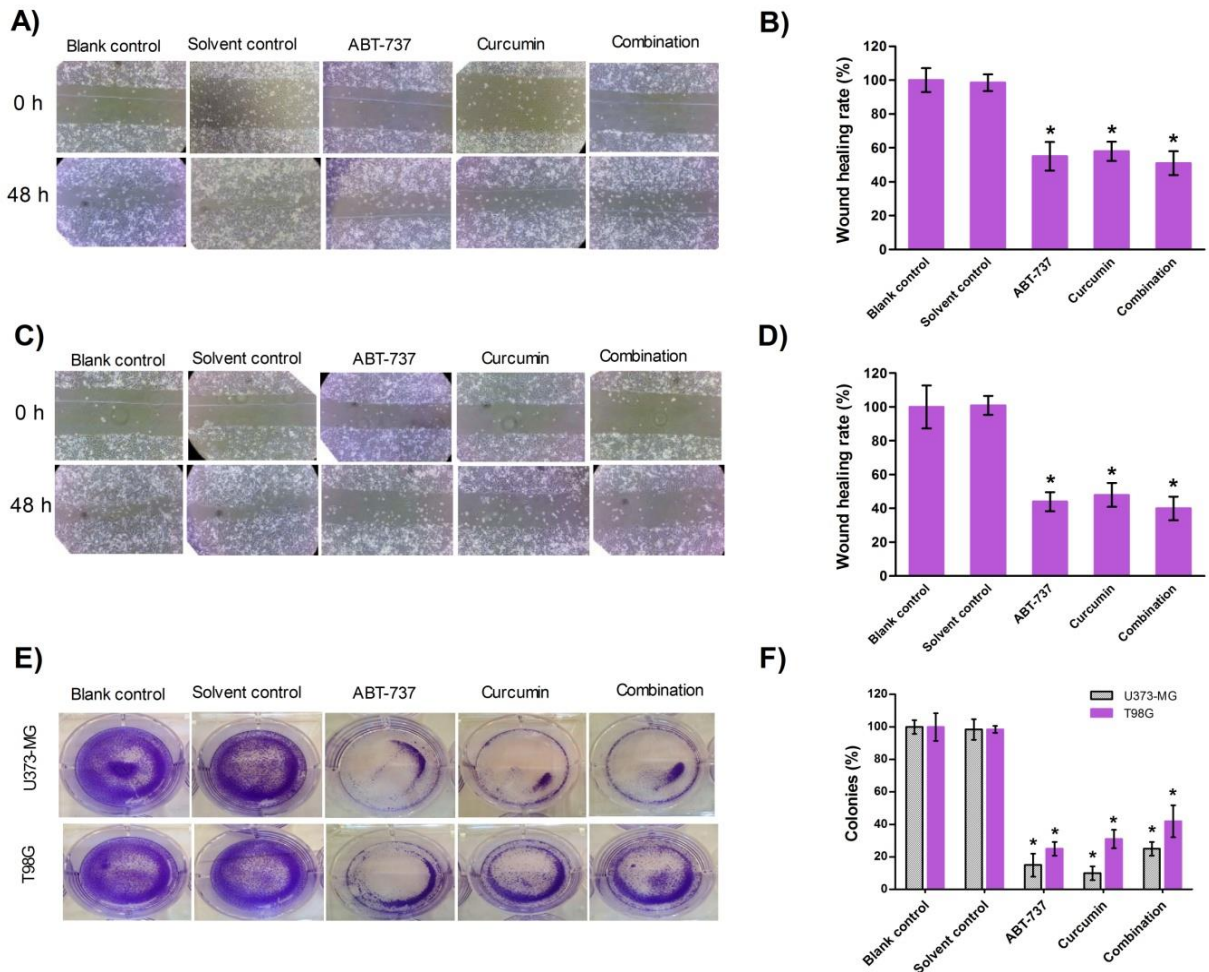 A)
Blank control Solvent control ABT-737 Curcumin Combination
0 h
48 h
B)
Wound healing rate (%)
120
100
80
60
40
20
0
* * *
Blank control Solvent control ABT-737 Curcumin Combination
C)
Blank control Solvent control ABT-737 Curcumin Combination
0 h
48 h
D)
Wound healing rate (%)
120
100
80
60
40
20
0
* * *
Blank control Solvent control ABT-737 Curcumin Combination
E)
Blank control Solvent control ABT-737 Curcumin Combination
U373-MG
T98G
F)
Colonies (%)
120
100
80
60
40
20
0
U373-MG
T98G
* * * * * *
Blank control Solvent control ABT-737 Curcumin Combination